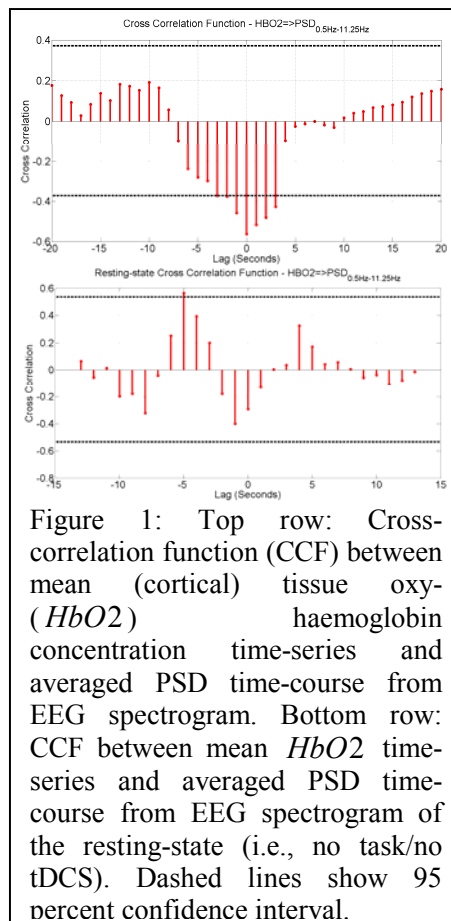 Cross Correlation Function - HBO2=>PSD0.5Hz-11.25Hz
0.4
0.2
0
-0.2
-0.4
-0.6
Cross Correlation
-20 -15 -10 -5 0 5 10 15 20
Lag (Seconds)
Resting-state Cross Correlation Function - HBO2=>PSD0.5Hz-11.25Hz
0.6
0.4
0.2
0
-0.2
-0.4
-0.6
-0.8
Cross Correlation
-15 -10 -5 0 5 10 15
Lag (Seconds)
Figure 1: Top row: Cross-
correlation function (CCF) between
mean (cortical) tissue oxy-
(HbO2) haemoglobin
concentration time-series and
averaged PSD time-course from
EEG spectrogram. Bottom row:
CCF between mean HbO2 time-
series and averaged PSD time-
course from EEG spectrogram of
the resting-state (i.e., no task/no
tDCS). Dashed lines show 95
percent confidence interval.